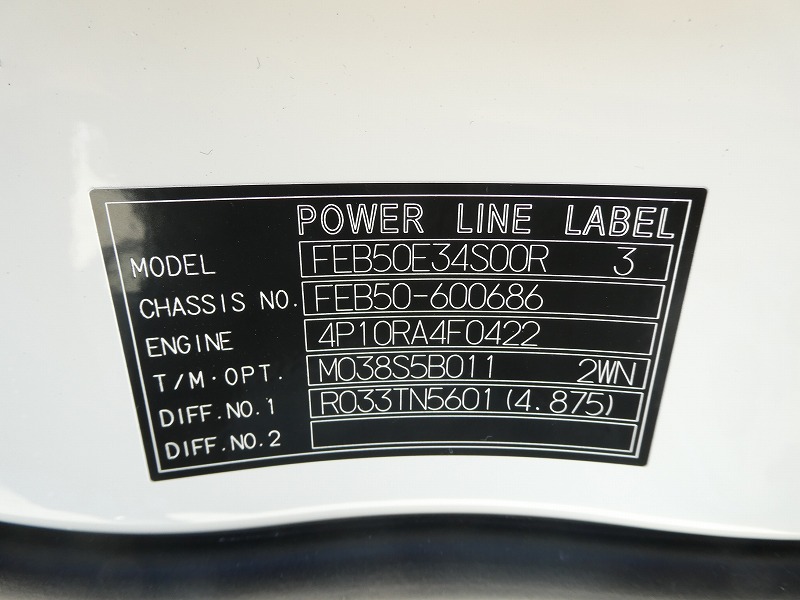 POWER LINE LABEL
MODEL FEB50E34S00R 3
CHASSIS NO. FEB50-600686
ENGINE 4P10RA4F0422
T/M·OPT. M038S5B011 2WN
DIFF.NO.1 R033TN5601(4.875)
DIFF.NO.2